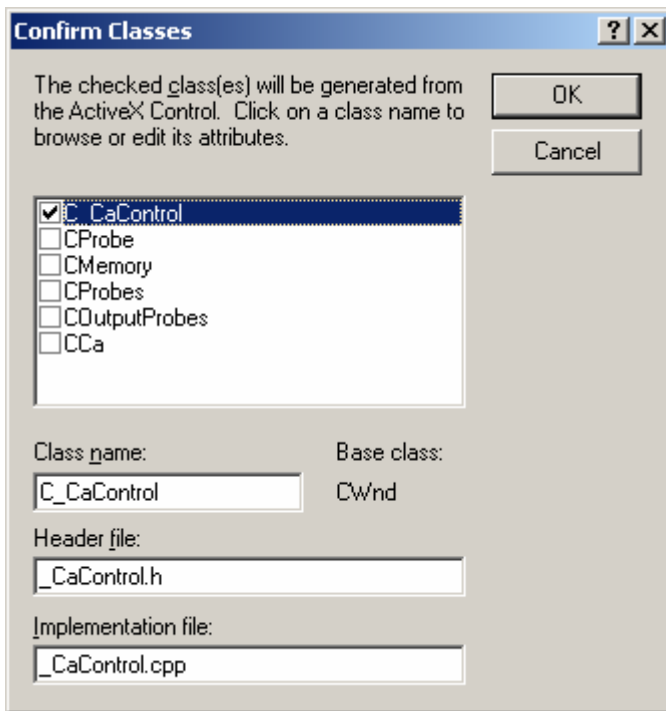 Confirm Classes
The checked class(es) will be generated from
the ActiveX Control. Click on a class name to
browse or edit its attributes.
OK
Cancel
C_CaControl
CProbe
CMemory
CProbes
COutputProbes
CCa
Class name:
Base class:
C_CaControl
CWnd
Header file:
_CaControl.h
Implementation file:
_CaControl.cpp